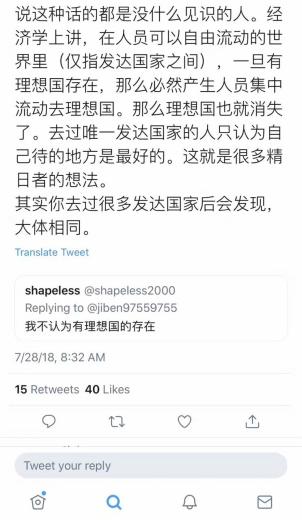 说这种话的都是没什么见识的人。经
济学上讲，在人员可以自由流动的世
界里（仅指发达国家之间），一旦有
理想国存在，那么必然产生人员集中
流动去理想国。那么理想国也就消失
了。去过唯一发达国家的人只认为自
己待的地方是最好的。这就是很多精
日者的想法。
其实你去过很多发达国家后会发现，
大体相同。
Translate Tweet
shapeless @shapeless2000
Replying to @jiben97559755
我不认为有理想国的存在
7/28/18, 8:32 AM
15 Retweets 40 Likes
Tweet your reply